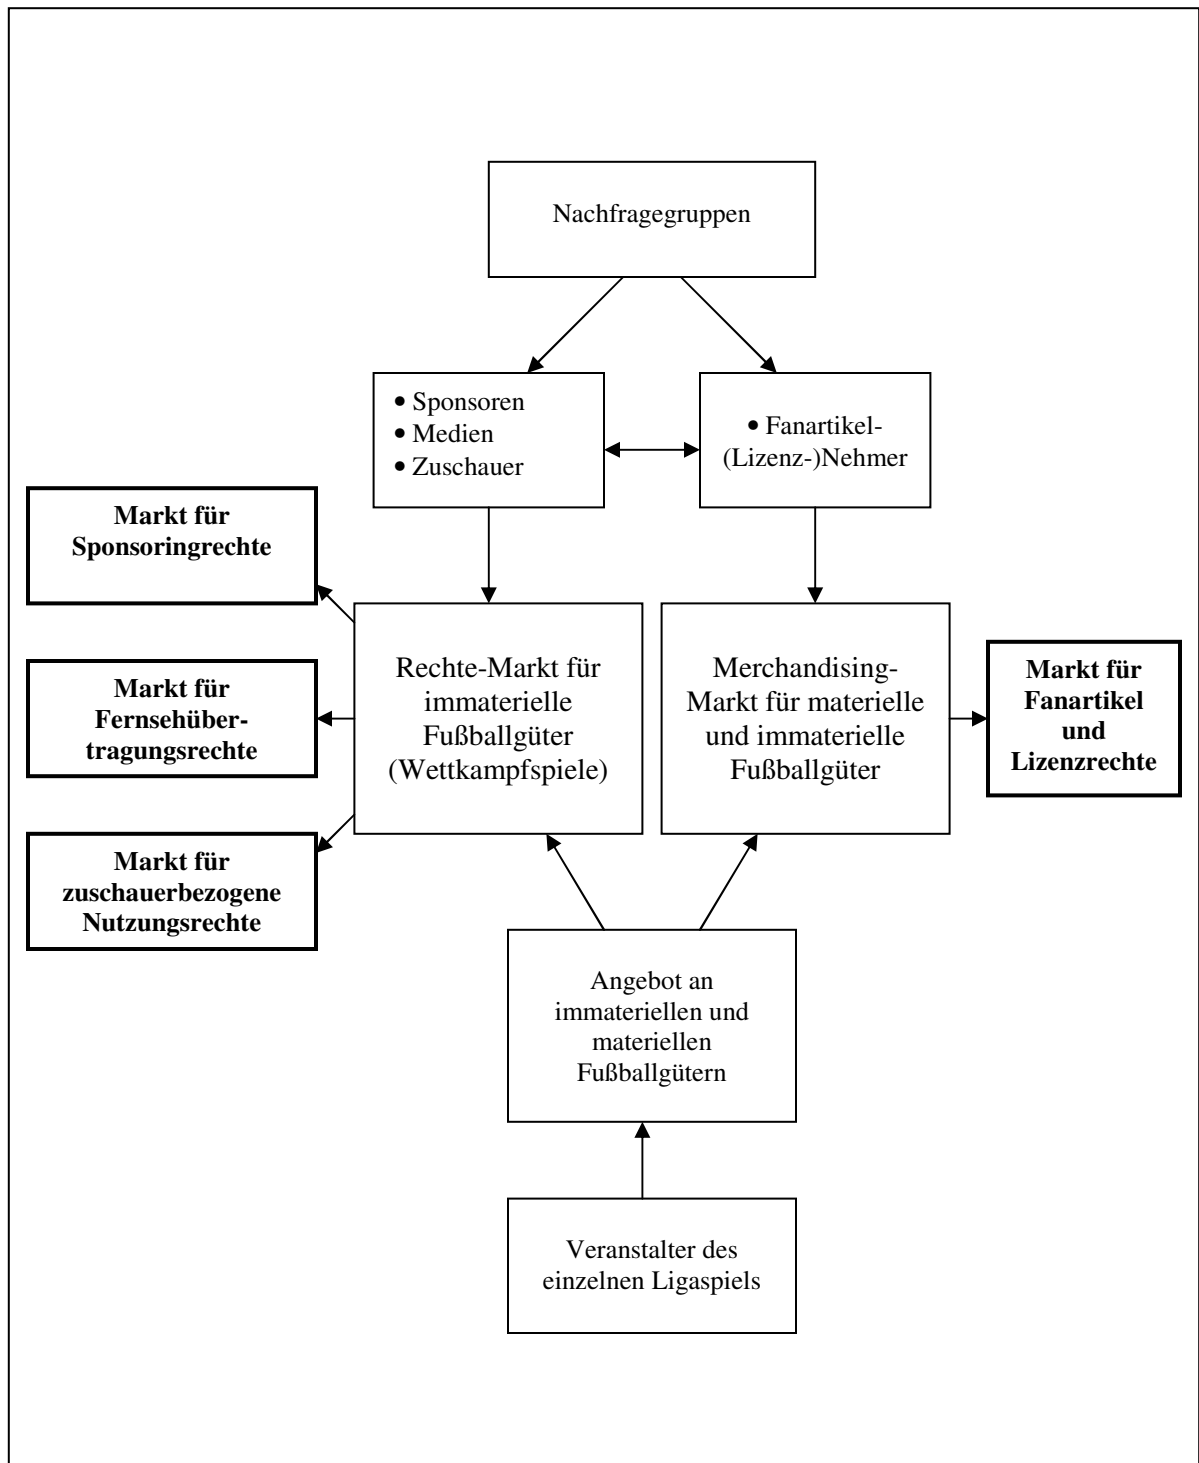 Nachfragegruppen
• Sponsoren
• Medien
• Zuschauer
• Fanartikel-
(Lizenz-)Nehmer
Markt für
Sponsoringrechte
Markt für
Fernsehüber-
tragungsrechte
Markt für
zuschauerbezogene
Nutzungsrechte
Rechte-Markt für
immaterielle
Fußballgüter
(Wettkampfspiele)
Merchandising-
Markt für materielle
und immaterielle
Fußballgüter
Markt für
Fanartikel
und
Lizenzrechte
Angebot an
immateriellen und
materiellen
Fußballgütern
Veranstalter des
einzelnen Ligaspiels